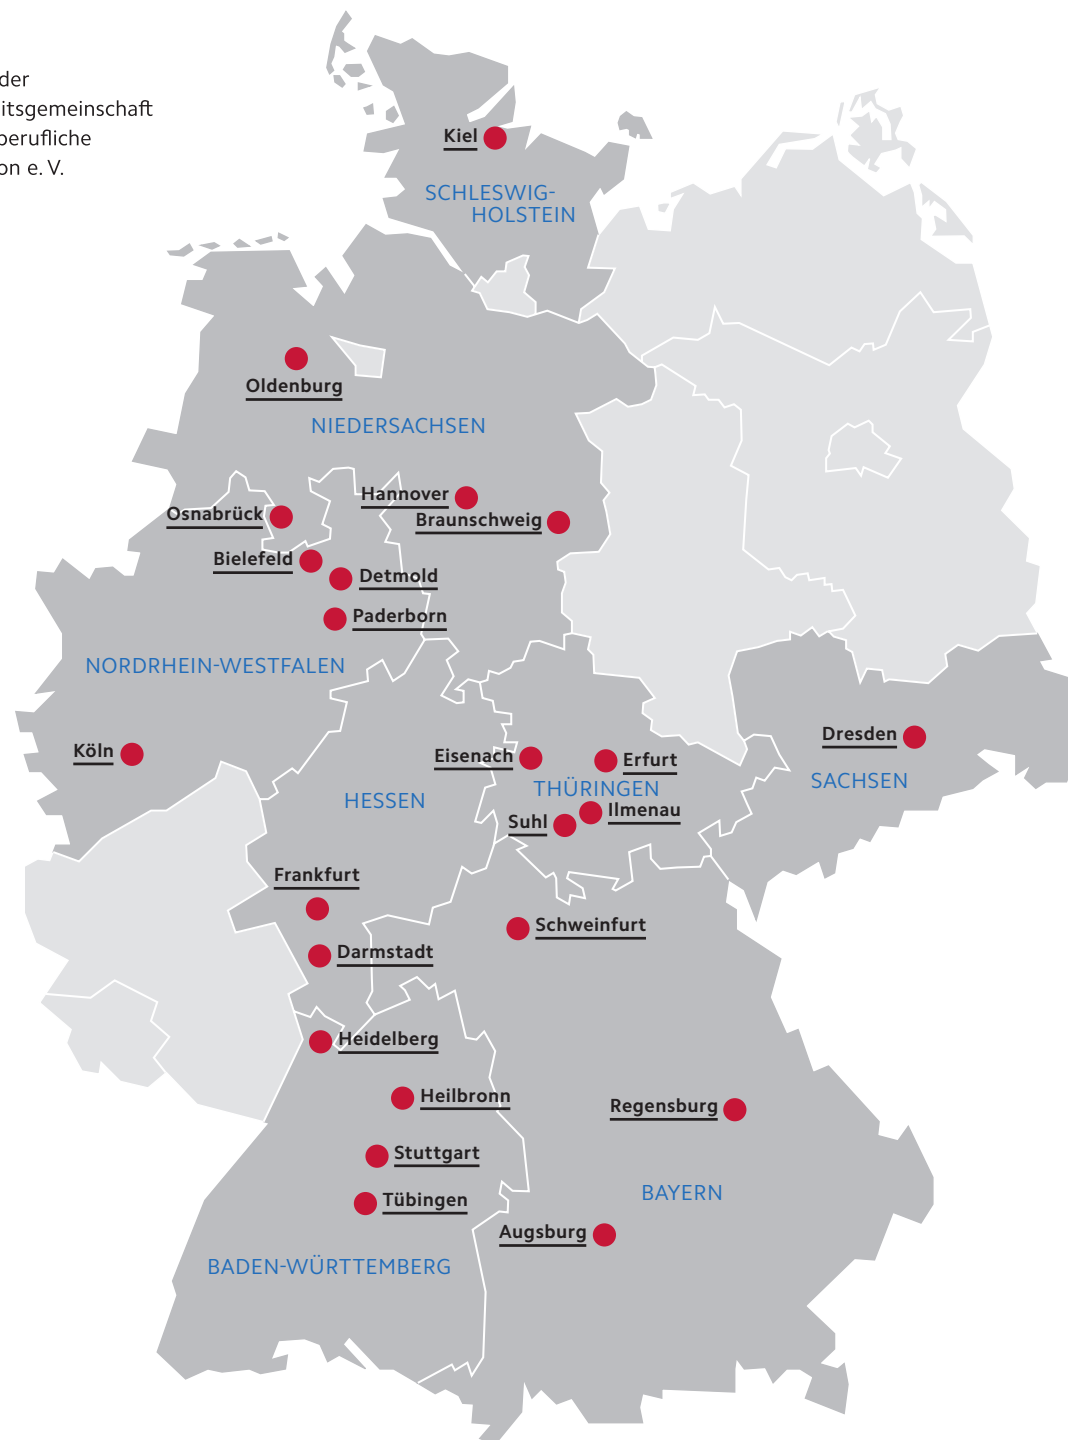 der
itsgemeinschaft
berufliche
on e. V.
Kiel
SCHLESWIG-
HOLSTEIN
Oldenburg
NIEDERSACHSEN
Hannover
Osnabrück
Braunschweig
Bielefeld
Detmold
Paderborn
NORDRHEIN-WESTFALEN
Köln
Dresden
Eisenach
Erfurt
SACHSEN
THÜRINGEN
HESSEN
Ilmenau
Suhl
Frankfurt
Schweinfurt
Darmstadt
Heidelberg
Heilbronn
Regensburg
Stuttgart
BAYERN
Tübingen
Augsburg
BADEN-WÜRTTEMBERG